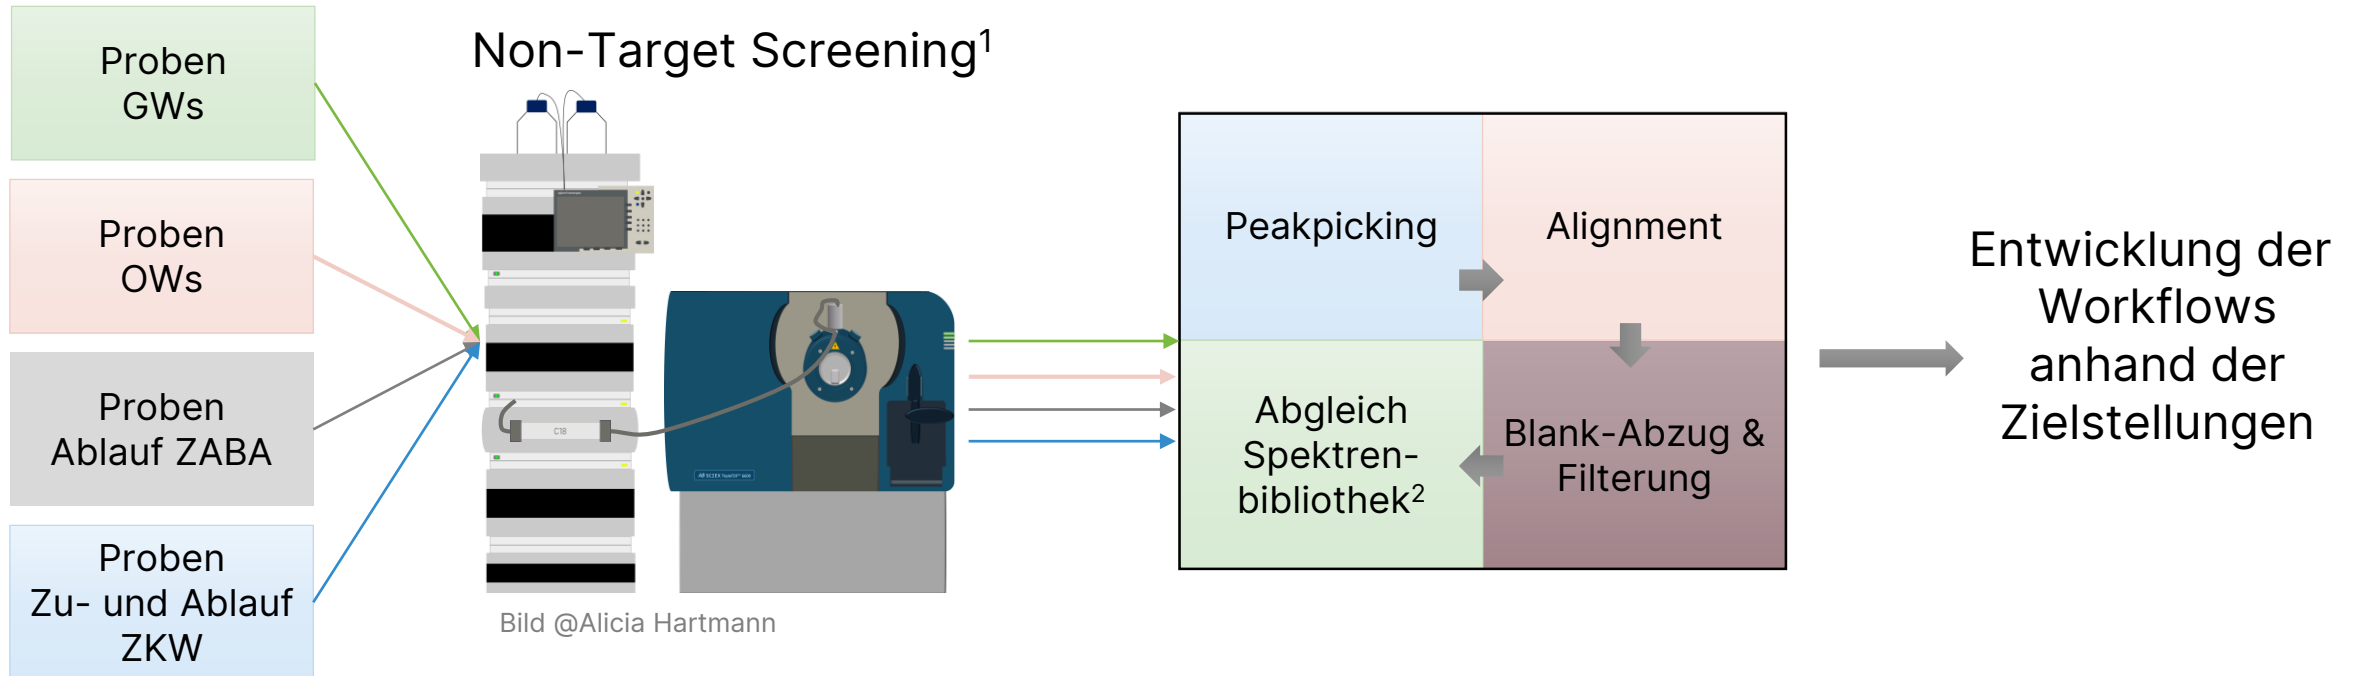 Proben
GWs
Proben
OWs
Proben
Ablauf ZABA
Proben
Zu- und Ablauf
ZKW
Non-Target Screening¹
C18
Bild @Alicia Hartmann
Peakpicking
Alignment
Abgleich
Spektren-
bibliothek²
Blank-Abzug &
Filterung
Entwicklung der
Workflows
anhand der
Zielstellungen